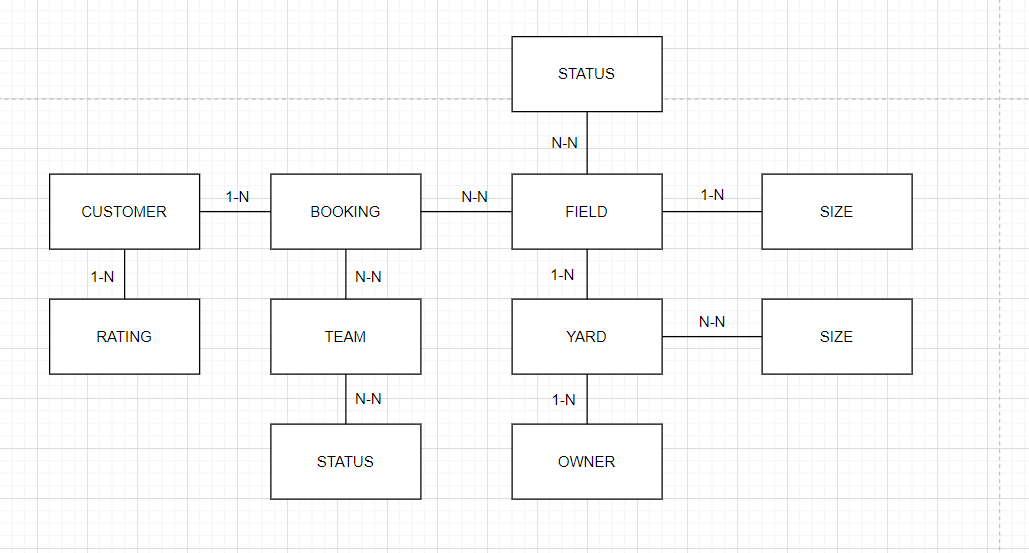 STATUS
N-N
CUSTOMER
1-N
BOOKING
N-N
FIELD
1-N
SIZE
1-N
N-N
1-N
RATING
TEAM
YARD
N-N
SIZE
N-N
1-N
STATUS
OWNER